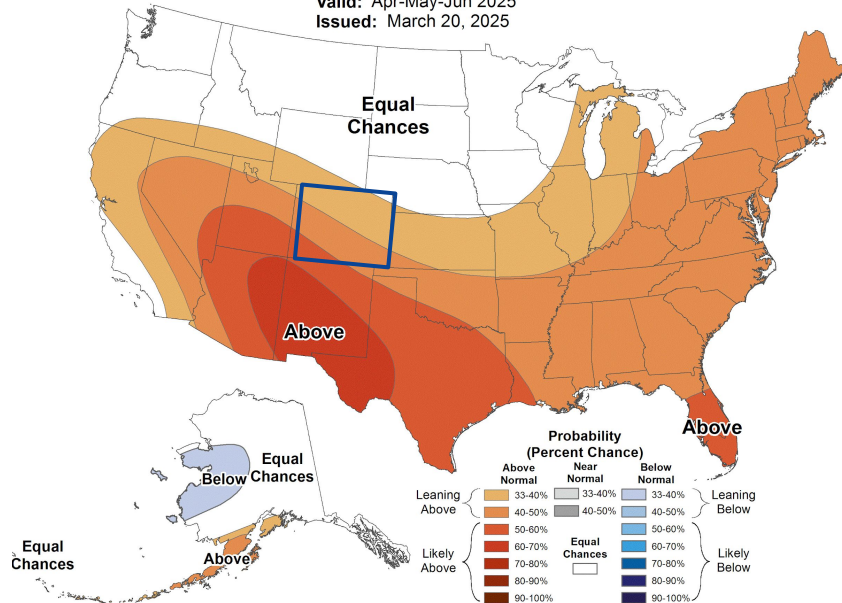 Valid: Apr-May-Jun 2025
Issued: March 20, 2025
Equal
Chances
Above
Above
Below
Equal
Chances
Above
Equal
Chances
Probability
(Percent Chance)
Above
Normal
Near
Normal
Below
Normal
Leaning
Above
33-40%
40-50%
33-40%
40-50%
33-40%
40-50%
Leaning
Below
Likely
Above
50-60%
60-70%
70-80%
80-90%
90-100%
Equal
Chances
50-60%
60-70%
70-80%
80-90%
90-100%
Likely
Below